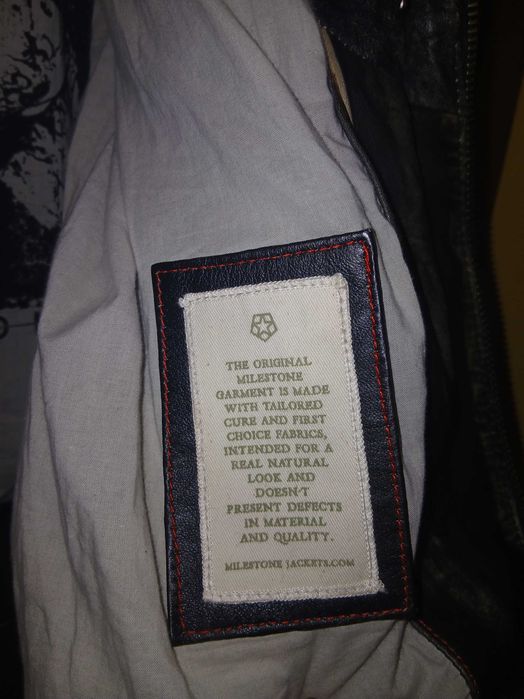 THE ORIGINAL
MILESTONE
GARMENT IS MADE
WITH TAILORED
CURE AND FIRST
CHOICE FABRICS,
INTENDED FOR A
REAL NATURAL
LOOK AND
DOESN'T
PRESENT DEFECTS
IN MATERIAL
AND QUALITY.
MILESTONE JACKETS.COM